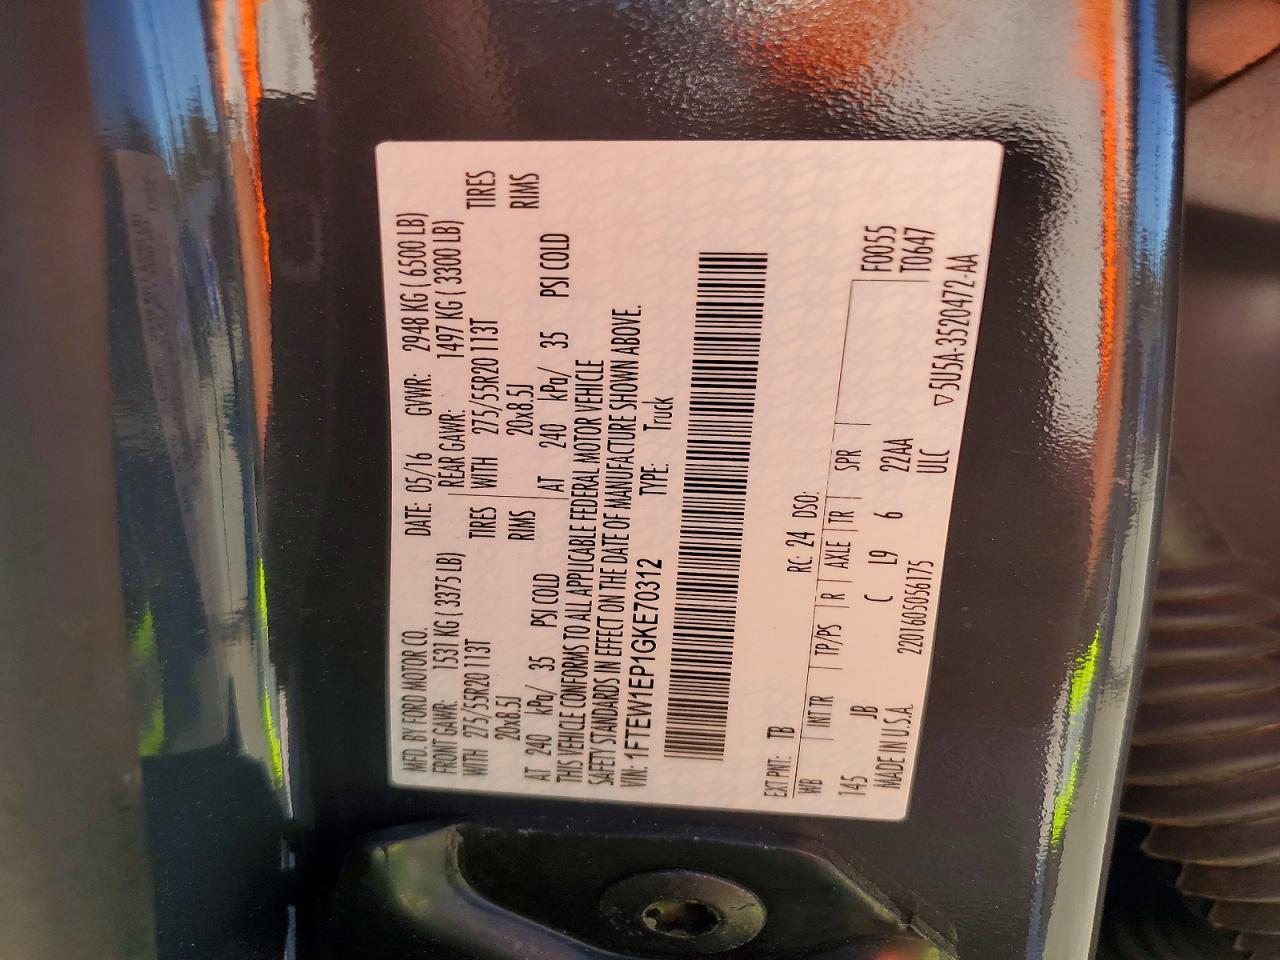 MFD. BY FORD MOTOR CO. DATE: 05/16 GVWR: 2948 KG ( 6500 LB)
FRONT GAWR: 1531 KG ( 3375 LB) REAR GAWR: 1497 KG ( 3300 LB)
WITH 275/55R20 113T TIRES WITH 275/55R20 113T TIRES
20x8.5J RIMS 20x8.5J RIMS
AT 240 kPa/ 35 PSI COLD AT 240 kPa/ 35 PSI COLD
THIS VEHICLE CONFORMS TO ALL APPLICABLE FEDERAL MOTOR VEHICLE
SAFETY STANDARDS IN EFFECT ON THE DATE OF MANUFACTURE SHOWN ABOVE.
VIN: 1FTEW1EP1GKE70312 TYPE: Truck
EXT PNT: TB RC: 24 DSO:
WB INT TR TP/PS R AXLE TR SPR F0055
145 JB C L9 6 22AA T0647
MADE IN U.S.A. 2201605056175 ULC
▽5U5A-3520472-AA